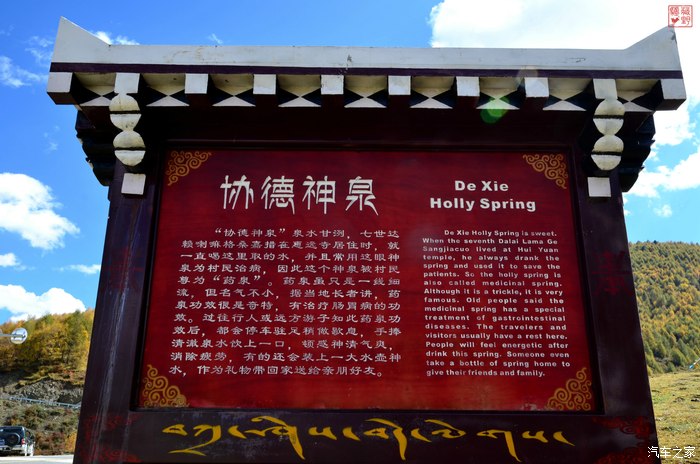 协德神泉
“协德神泉”泉水甘洌，七世达
赖喇嘛格桑嘉措在惠远寺居住时，就
一直喝这里取的水，并且常用这眼神
泉为村民治病，因此这个神泉被村民
尊为“药泉”。药泉虽只是一线细
流，但名气不小，据当地长者讲，药
泉功效很是奇特，有治疗肠胃病的功
效。过往行人或远方游子如此药泉功
效后，都会停车驻足稍做歇息，手捧
清澈泉水饮上一口，顿感神清气爽，
消除疲劳，有的还会装上一大水壶神
水，作为礼物带回家送给亲朋好友。
De Xie
Holly Spring
De Xie Holly Spring is sweet.
When the seventh Dalai Lama Ge
Sangjiacuo lived at Hui Yuan
temple, he always drank the
spring and used it to save the
patients. So the holly spring is
also called medicinal spring.
Although it is a trickle, it is very
famous. Old people said the
medicinal spring has a special
treatment of gastrointestinal
diseases. The travelers and
visitors usually have a rest here.
People will feel energetic after
drink this spring. Someone even
take a bottle of spring home to
give their friends and family.
汽车之家